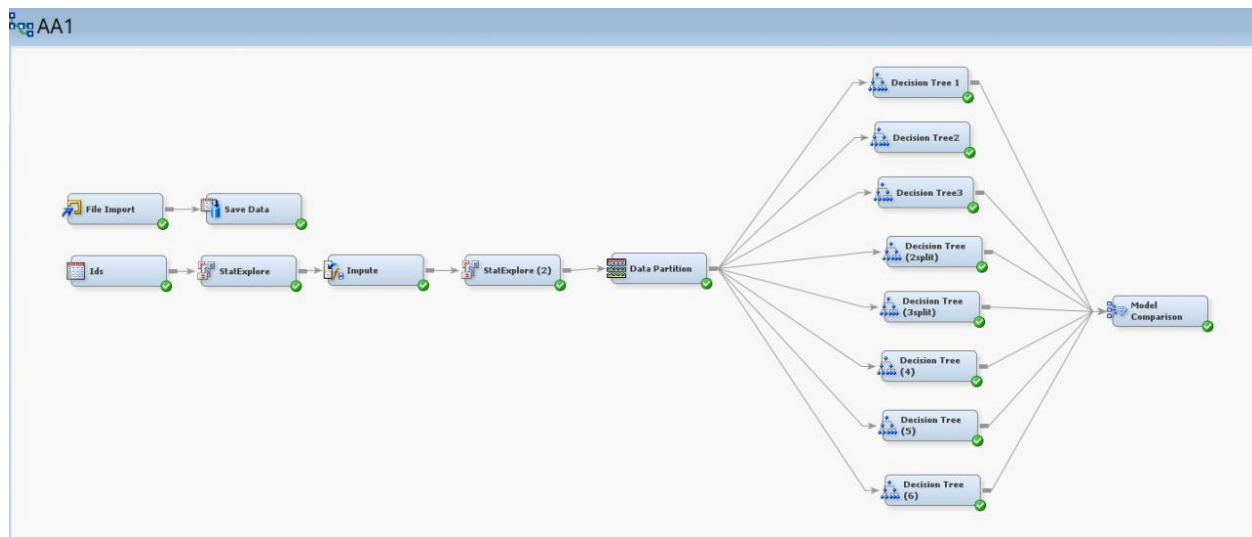 AA1
File Import
Save Data
Ids
StatExplore
Impute
StatExplore (2)
Data Partition
Decision Tree 1
Decision Tree2
Decision Tree3
Decision Tree
(2split)
Decision Tree
(3split)
Decision Tree
(4)
Decision Tree
(5)
Decision Tree
(6)
Model
Comparison